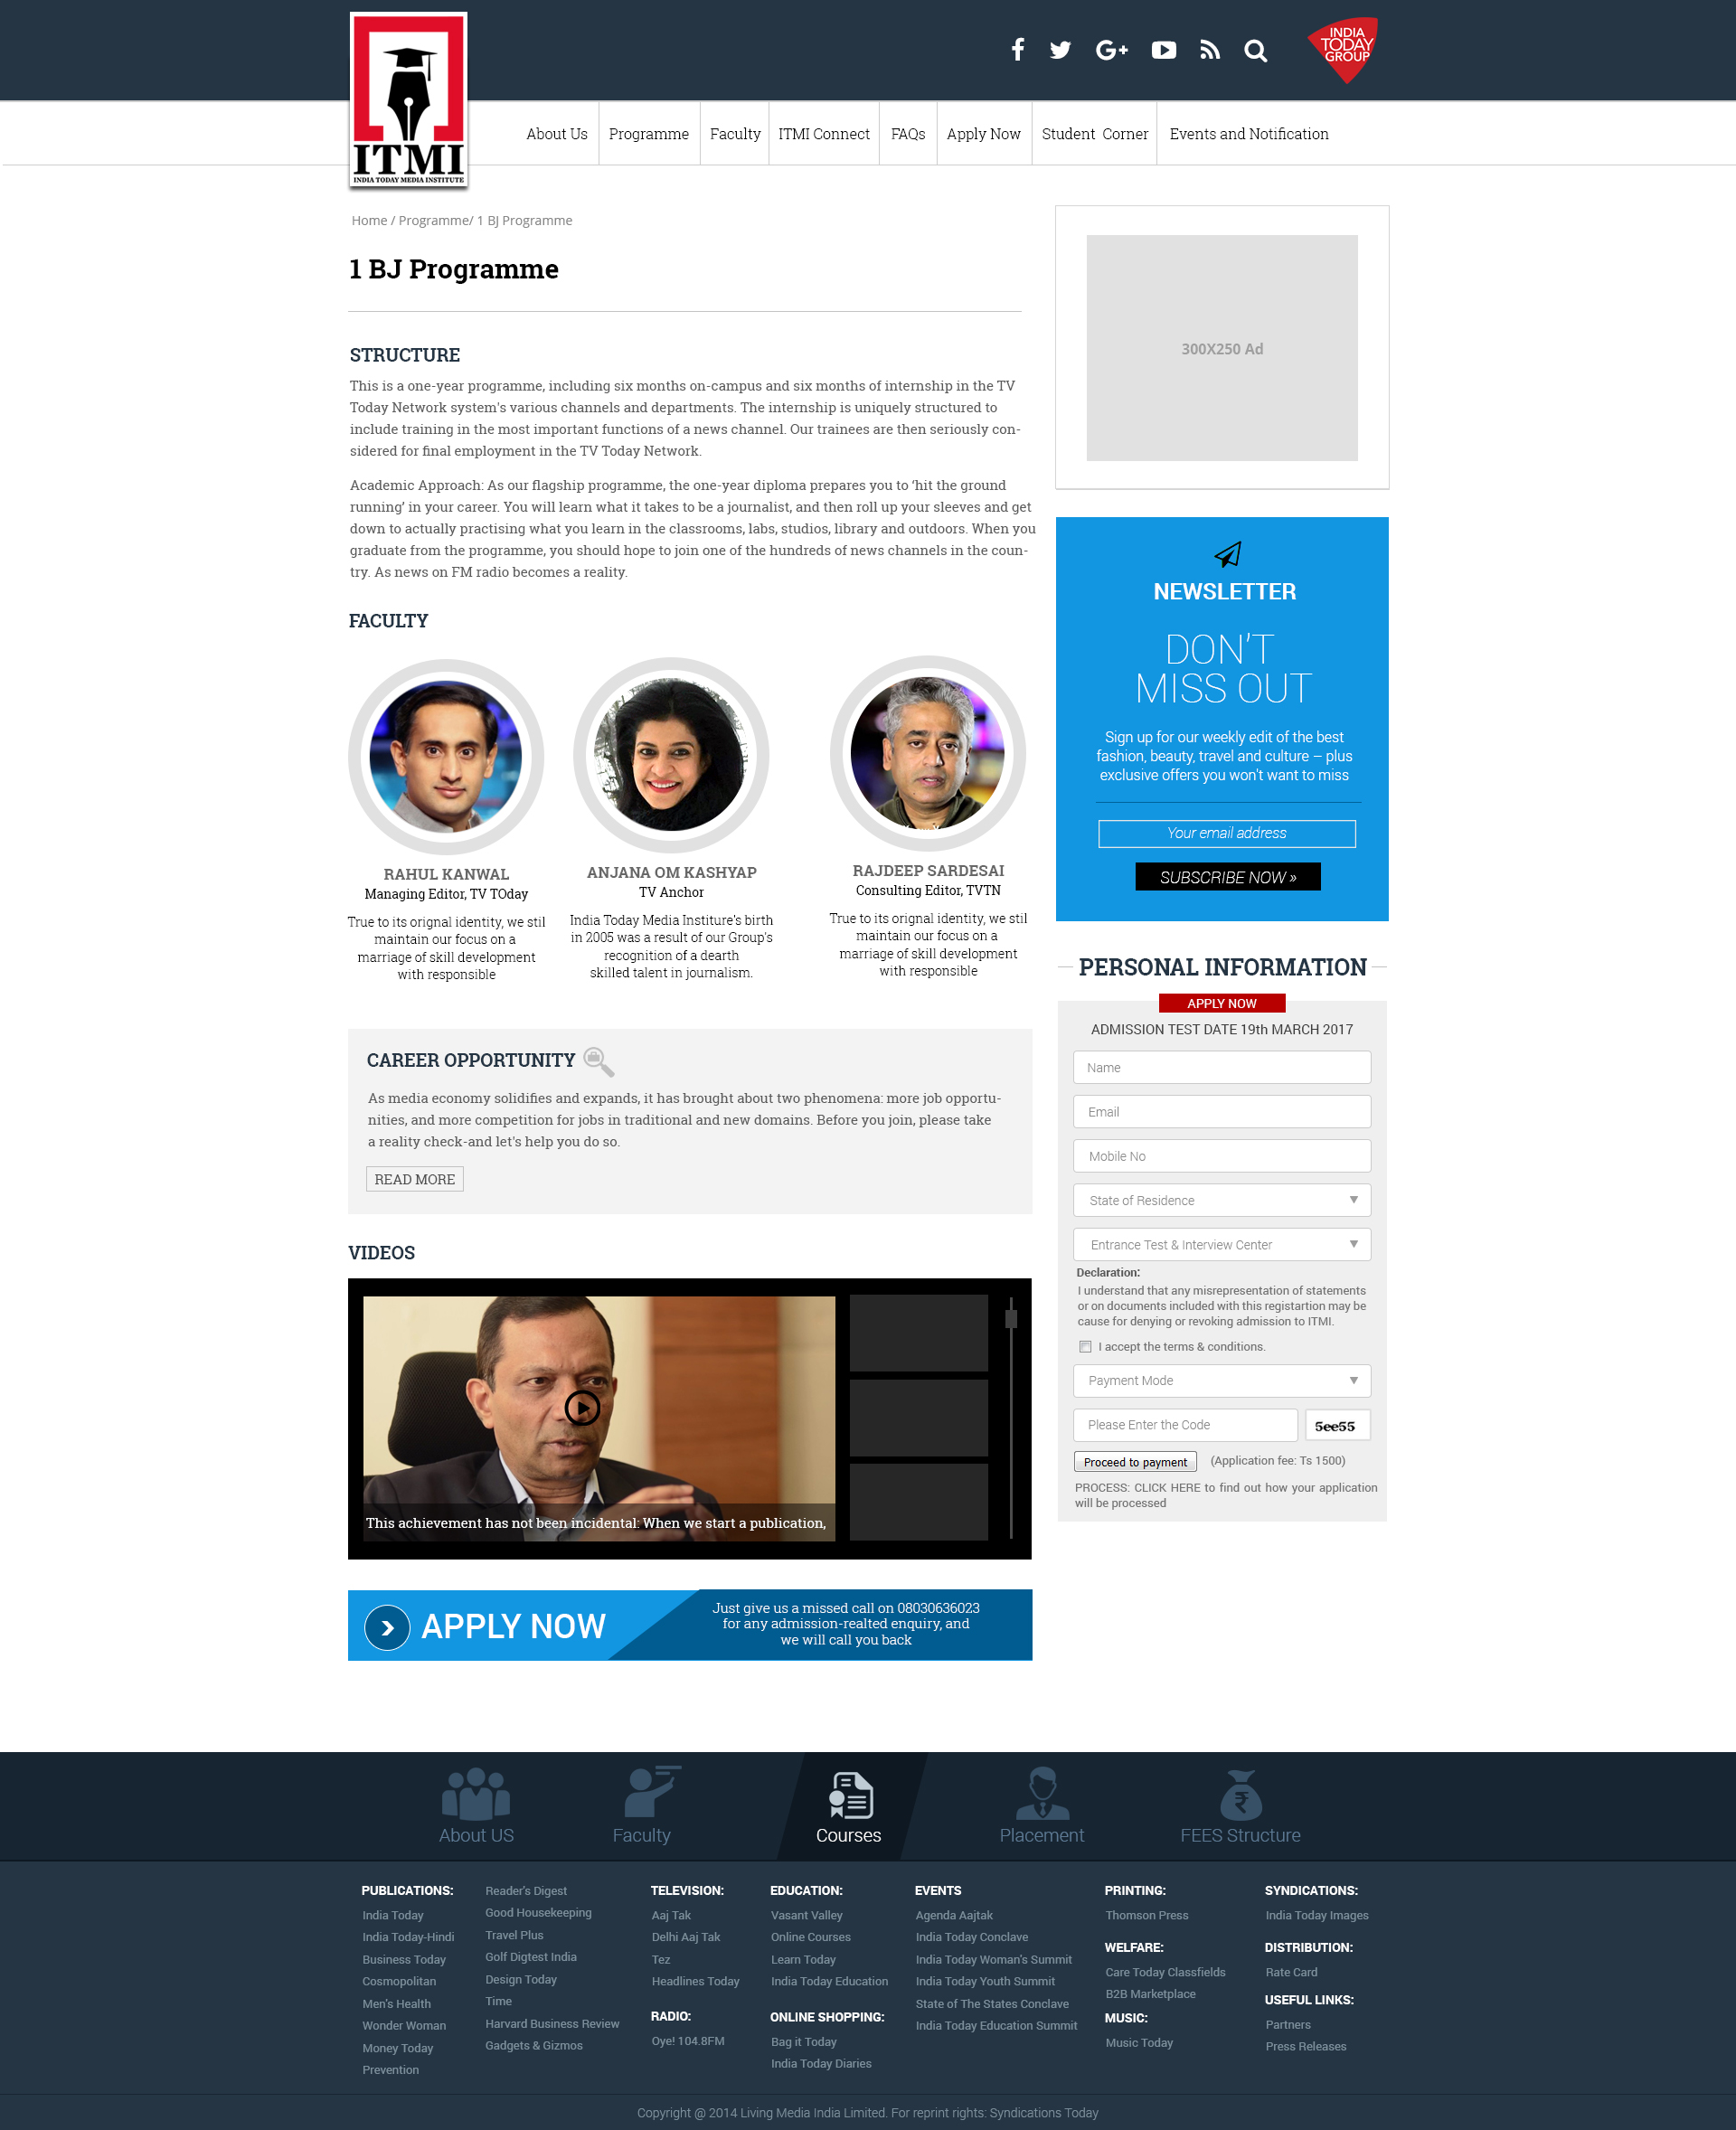 INDIA
TODAY
GROUP
ITMI
INDIA TODAY MEDIA INSTITUTE
About Us
Programme
Faculty
ITMI Connect
FAQs
Apply Now
Student Corner
Events and Notification
Home / Programme/ 1 BJ Programme
1 BJ Programme
STRUCTURE
This is a one-year programme, including six months on-campus and six months of internship in the TV
Today Network system's various channels and departments. The internship is uniquely structured to
include training in the most important functions of a news channel. Our trainees are then seriously con-
sidered for final employment in the TV Today Network.
Academic Approach: As our flagship programme, the one-year diploma prepares you to ‘hit the ground
running’ in your career. You will learn what it takes to be a journalist, and then roll up your sleeves and get
down to actually practising what you learn in the classrooms, labs, studios, library and outdoors. When you
graduate from the programme, you should hope to join one of the hundreds of news channels in the coun-
try. As news on FM radio becomes a reality.
FACULTY
RAHUL KANWAL
Managing Editor, TV TOday
True to its orignal identity, we stil
maintain our focus on a
marriage of skill development
with responsible
ANJANA OM KASHYAP
TV Anchor
India Today Media Institure's birth
in 2005 was a result of our Group's
recognition of a dearth
skilled talent in journalism.
RAJDEEP SARDESAI
Consulting Editor, TVTN
True to its orignal identity, we stil
maintain our focus on a
marriage of skill development
with responsible
CAREER OPPORTUNITY
As media economy solidifies and expands, it has brought about two phenomena: more job opportu-
nities, and more competition for jobs in traditional and new domains. Before you join, please take
a reality check-and let's help you do so.
READ MORE
VIDEOS
This achievement has not been incidental: When we start a publication,
APPLY NOW
Just give us a missed call on 08030636023
for any admission-realted enquiry, and
we will call you back
300X250 Ad
NEWSLETTER
DON'T
MISS OUT
Sign up for our weekly edit of the best
fashion, beauty, travel and culture – plus
exclusive offers you won't want to miss
Your email address
SUBSCRIBE NOW »
PERSONAL INFORMATION
APPLY NOW
ADMISSION TEST DATE 19th MARCH 2017
Name
Email
Mobile No
State of Residence
Entrance Test & Interview Center
Declaration:
I understand that any misrepresentation of statements
or on documents included with this registartion may be
cause for denying or revoking admission to ITMI.
I accept the terms & conditions.
Payment Mode
Please Enter the Code
5ee55
Proceed to payment
(Application fee: Ts 1500)
PROCESS: CLICK HERE to find out how your application
will be processed
About US
Faculty
Courses
Placement
FEES Structure
PUBLICATIONS:
India Today
India Today-Hindi
Business Today
Cosmopolitan
Men's Health
Wonder Woman
Money Today
Prevention
Reader's Digest
Good Housekeeping
Travel Plus
Golf Digtest India
Design Today
Time
Harvard Business Review
Gadgets & Gizmos
TELEVISION:
Aaj Tak
Delhi Aaj Tak
Tez
Headlines Today
RADIO:
Oye! 104.8FM
EDUCATION:
Vasant Valley
Online Courses
Learn Today
India Today Education
ONLINE SHOPPING:
Bag it Today
India Today Diaries
EVENTS
Agenda Aajtak
India Today Conclave
India Today Woman's Summit
India Today Youth Summit
State of The States Conclave
India Today Education Summit
PRINTING:
Thomson Press
WELFARE:
Care Today Classfields
B2B Marketplace
MUSIC:
Music Today
SYNDICATIONS:
India Today Images
DISTRIBUTION:
Rate Card
USEFUL LINKS:
Partners
Press Releases
Copyright @ 2014 Living Media India Limited. For reprint rights: Syndications Today